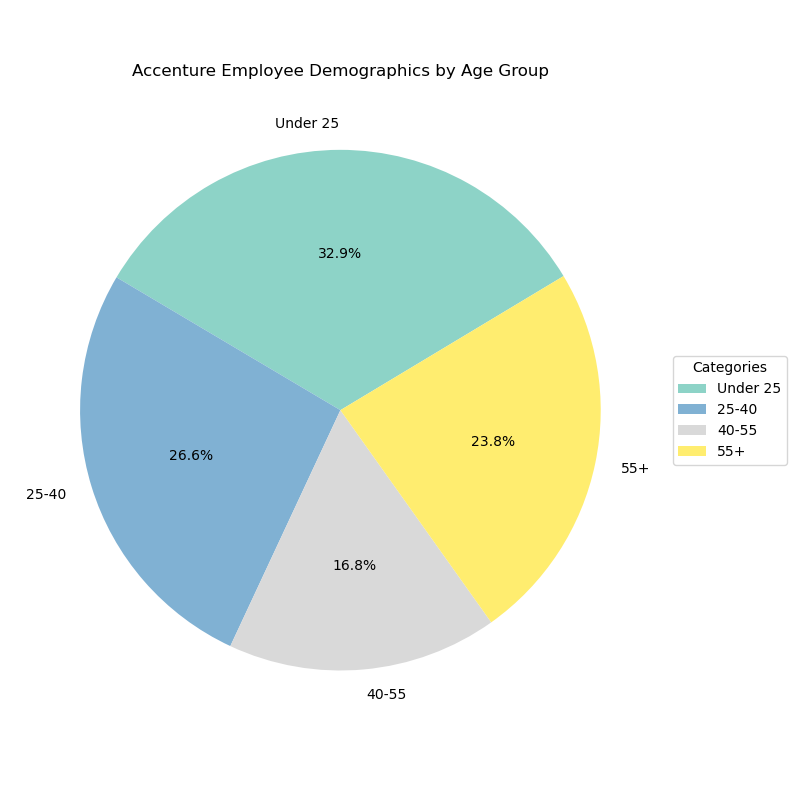 Accenture Employee Demographics by Age Group
Under 25
32.9%
26.6%
25-40
16.8%
40-55
23.8%
55+
Categories
Under 25
25-40
40-55
55+